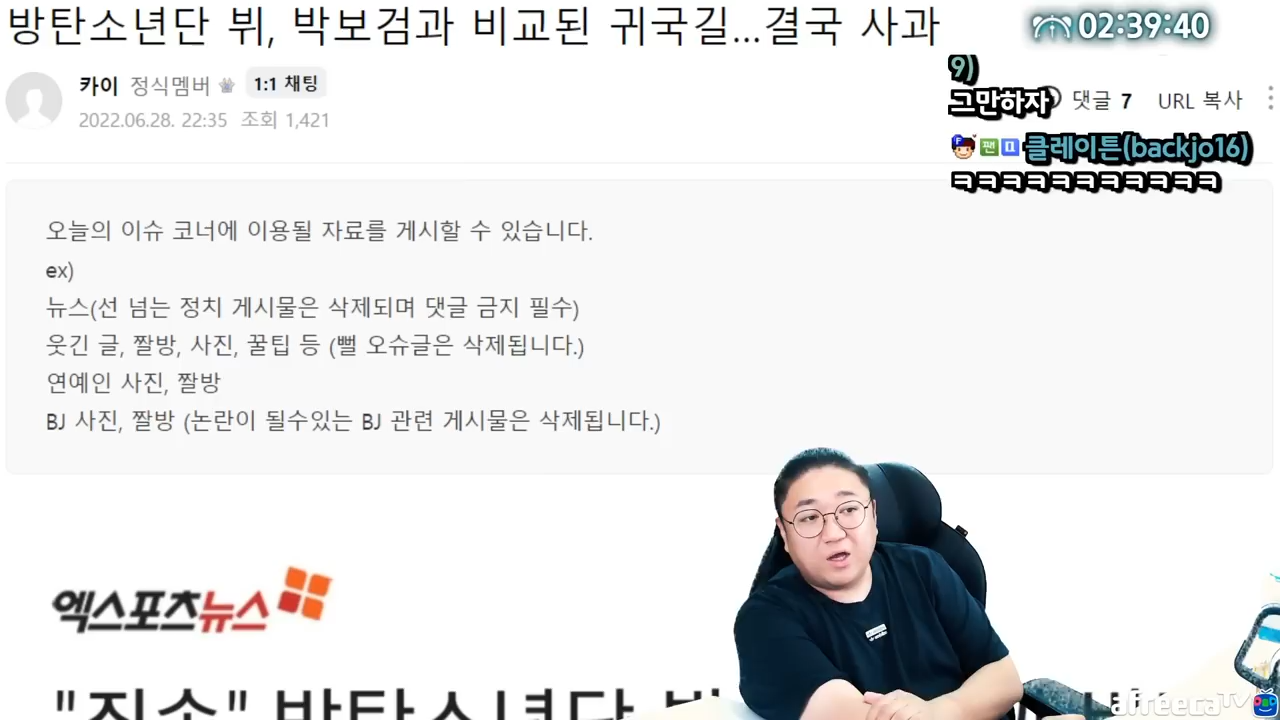 방탄소년단 뷔, 박보검과 비교된 귀국길...결국 사과
02:39:40
카이 정식멤버 1:1 채팅
2022.06.28. 22:35 조회 1,421
9)
그만하자
댓글 7 URL 복사
클레이튼(backjo16)
ㅋㅋㅋㅋㅋㅋㅋㅋㅋㅋㅋ
오늘의 이슈 코너에 이용될 자료를 게시할 수 있습니다.
ex)
뉴스(선 넘는 정치 게시물은 삭제되며 댓글 금지 필수)
웃긴 글, 짤방, 사진, 꿀팁 등 (뻘 오슈글은 삭제됩니다.)
연예인 사진, 짤방
BJ 사진, 짤방 (논란이 될수있는 BJ 관련 게시물은 삭제됩니다.)
엑스포츠뉴스
"죄송" 방탄소년단
afreecaTV